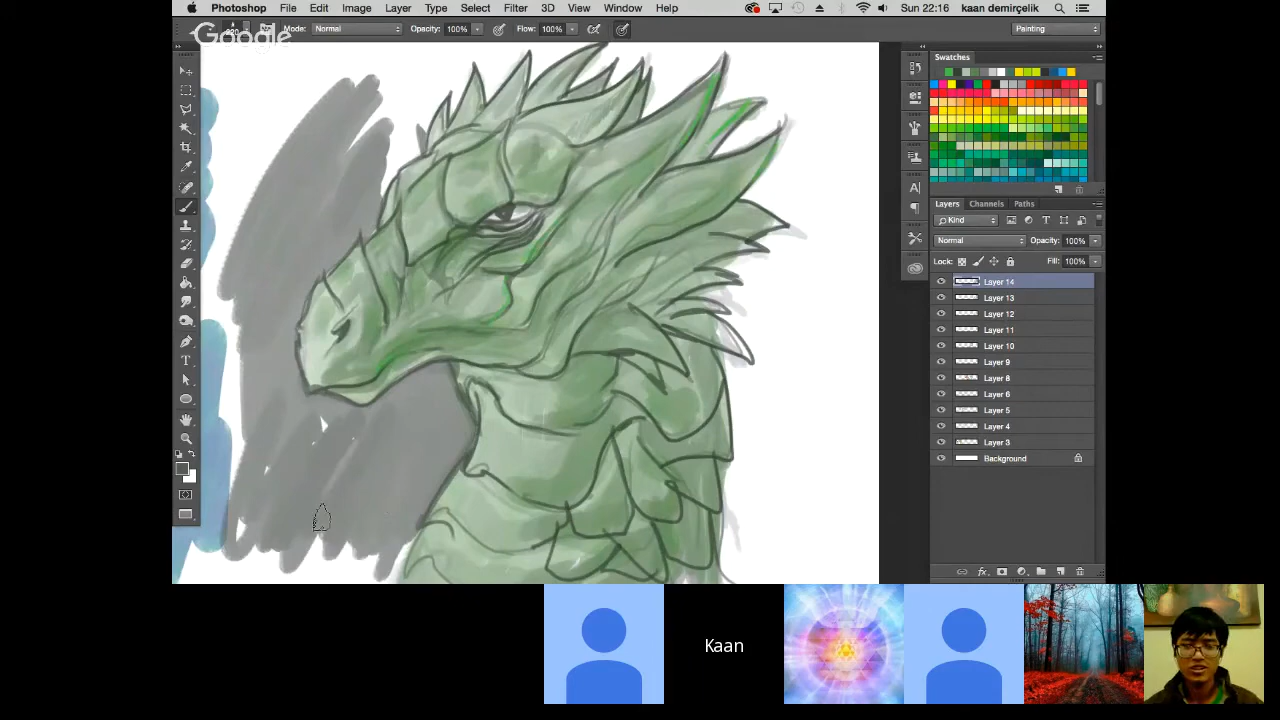 Photoshop File Edit Image Layer Type Select Filter 3D View Window Help Sun 22:16 kaan demirçelik
Google
Mode: Normal Opacity: 100% Flow: 100% Painting
Swatches
Layers Channels Paths
Kind
Normal Opacity: 100%
Lock: Fill: 100%
Layer 14
Layer 13
Layer 12
Layer 11
Layer 10
Layer 9
Layer 8
Layer 6
Layer 5
Layer 4
Layer 3
Background
Kaan